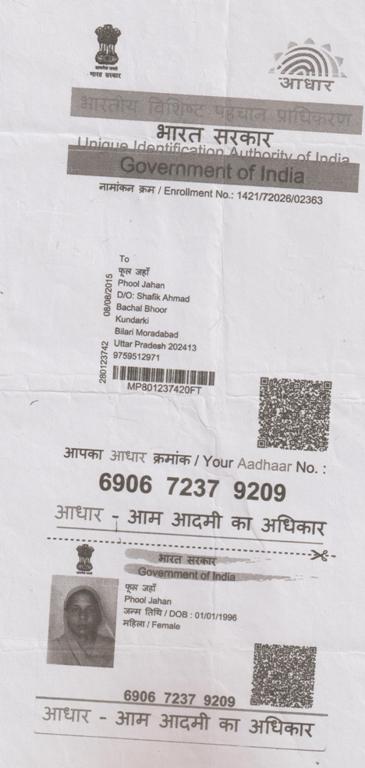 भारत सरकार
आधार
भारतीय विशिष्ट पहचान प्राधिकरण
भारत सरकार
Unique Identification Authority of India
Government of India
नामांकन क्रम / Enrollment No.: 1421/72026/02363
To
फूल जहाँ
Phool Jahan
D/O: Shafik Ahmad
Bachal Bhoor
Kundarki
Bilari Moradabad
Uttar Pradesh 202413
9759512971
08/08/2015
280123742
MP801237420FT
आपका आधार क्रमांक / Your Aadhaar No. :
6906 7237 9209
आधार - आम आदमी का अधिकार
भारत सरकार
Government of India
फूल जहाँ
Phool Jahan
जन्म तिथि / DOB : 01/01/1996
महिला / Female
6906 7237 9209
आधार - आम आदमी का अधिकार